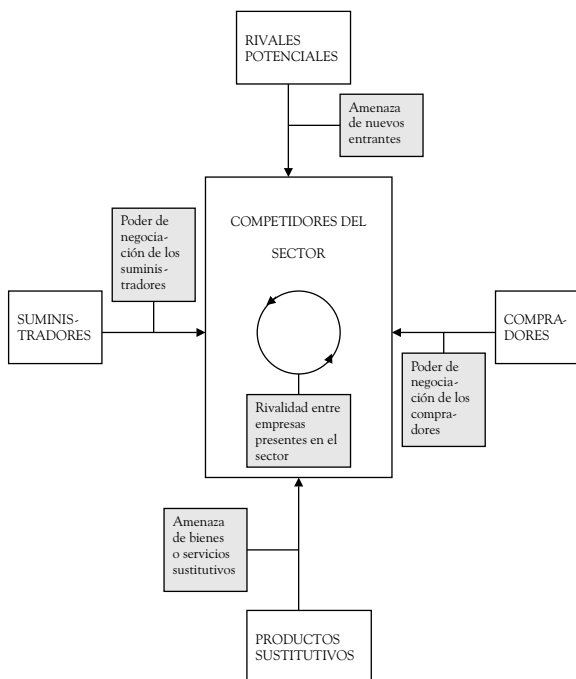 RIVALES
POTENCIALES
Amenaza
de nuevos
entrantes
Poder de
negocia-
ción de los
suminis-
tradores
COMPETIDORES DEL
SECTOR
SUMINIS-
TRADORES
COMPRA-
DORES
Poder de
negocia-
ción de los
compra-
dores
Rivalidad entre
empresas
presentes en el
sector
Amenaza
de bienes
o servicios
sustitutivos
PRODUCTOS
SUSTITUTIVOS